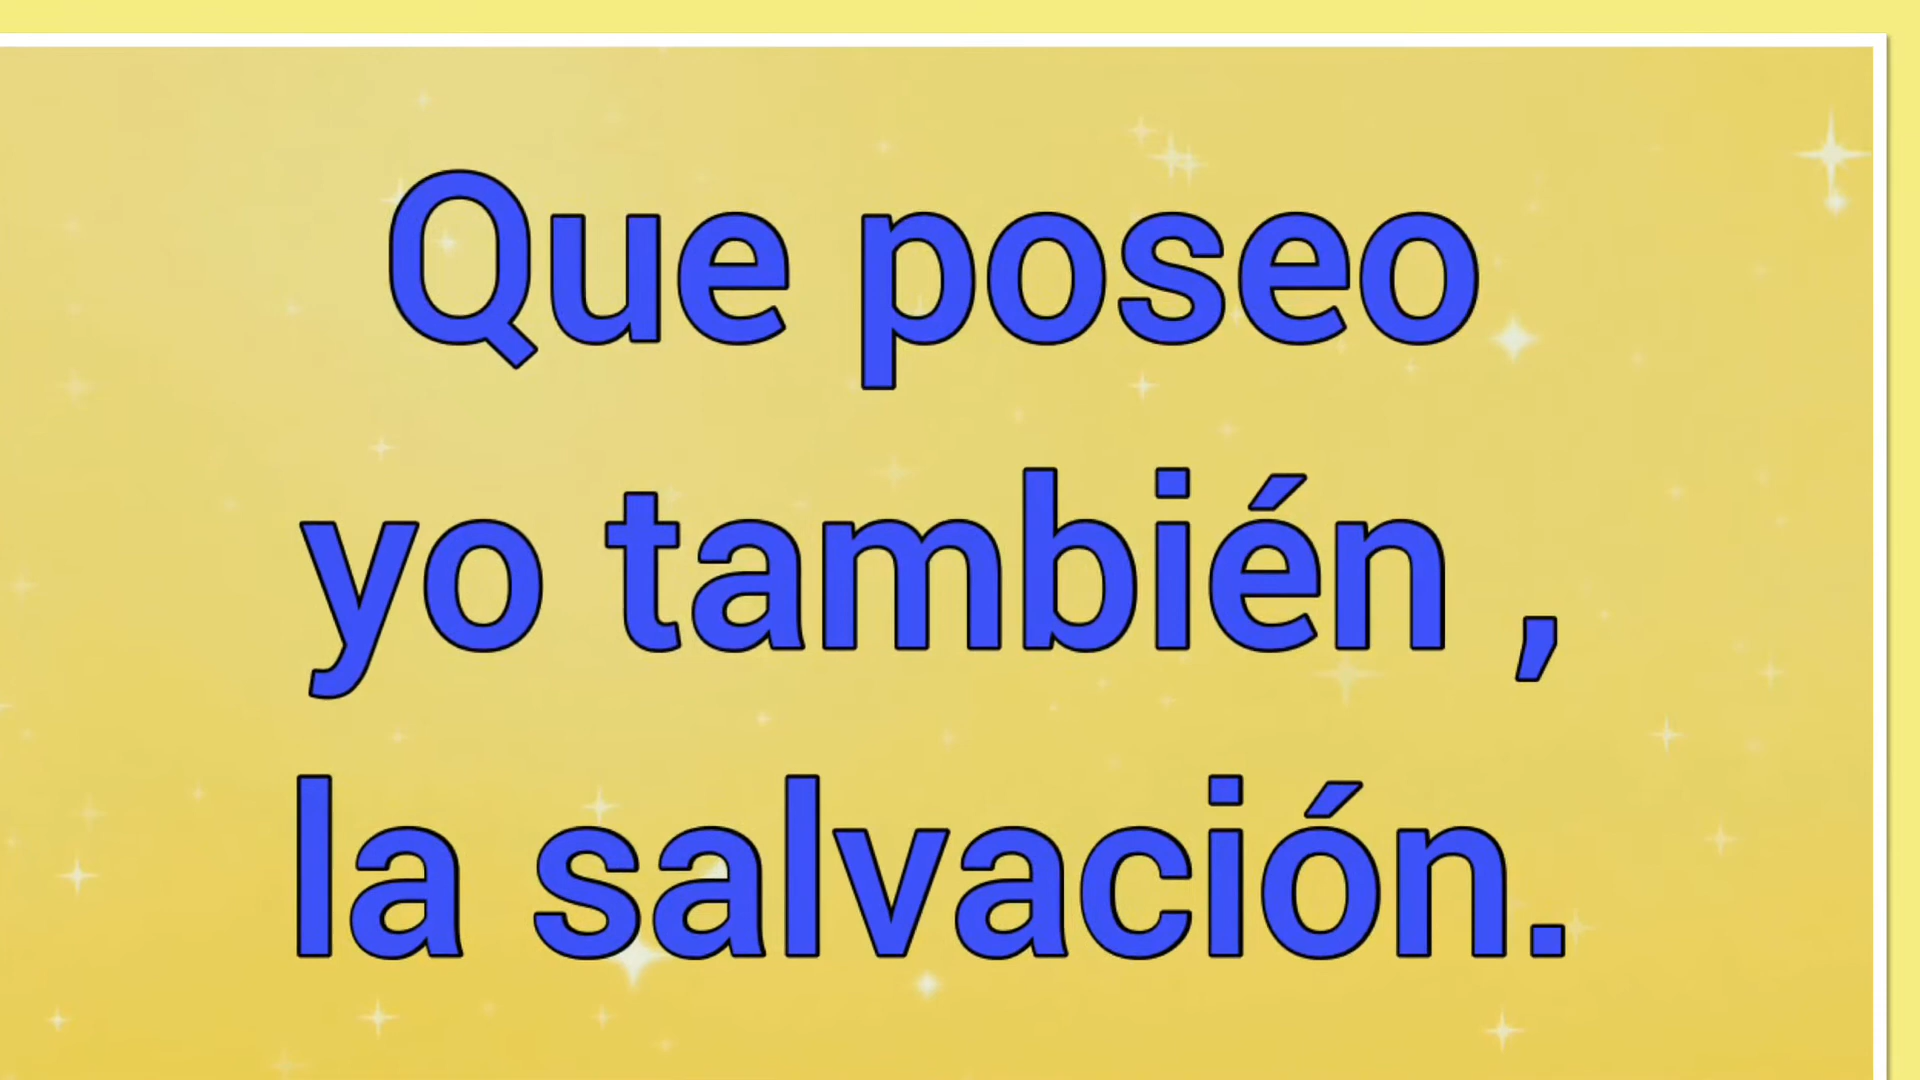 Que poseo
yo también ,
la salvación.